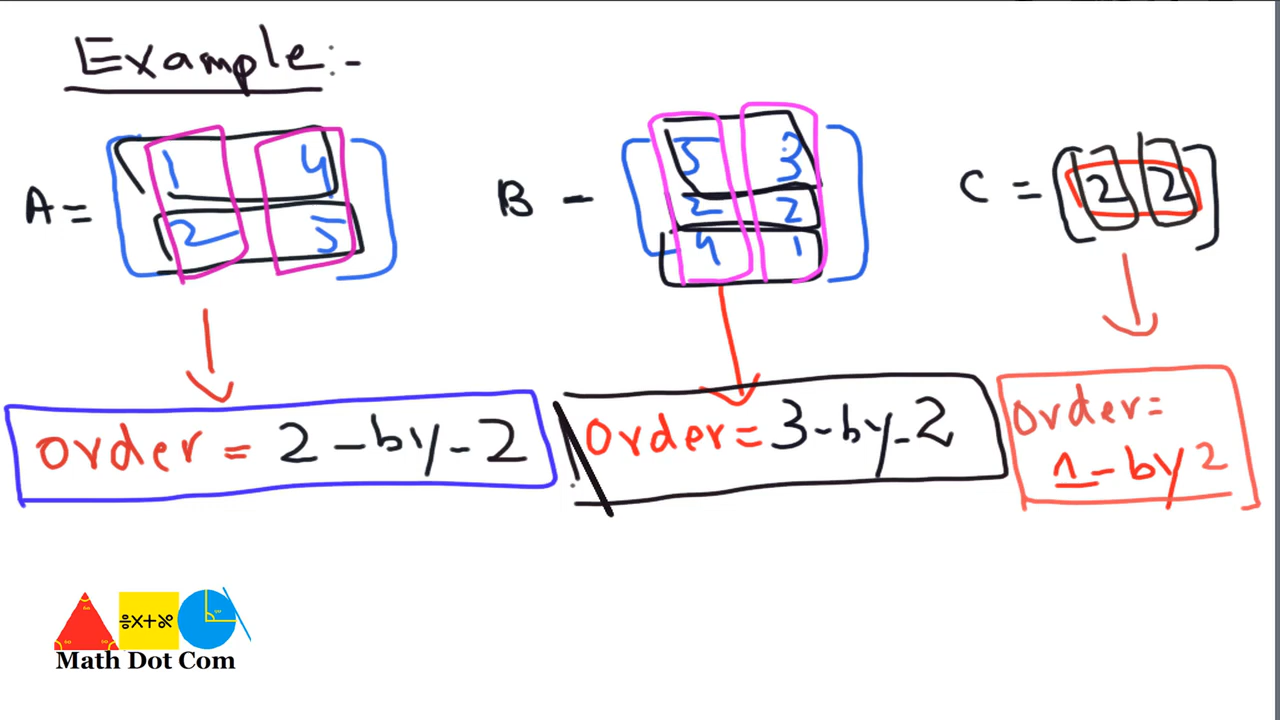 Example:-
A = [1 4
2 5]
B - [5 3
2 2
4 1]
C = [2 2]
order = 2-by-2
order = 3-by-2
order =
1-by 2
÷x+%
Math Dot Com